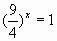 (9/4)^x = 1